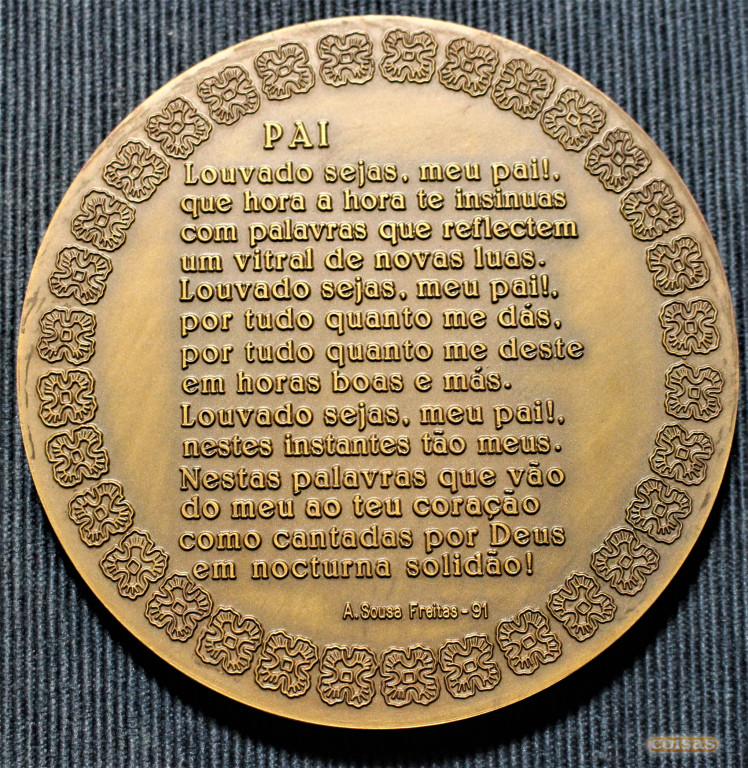 PAI
Louvado sejas, meu pai!,
que hora a hora te insinuas
com palavras que reflectem
um vitral de novas luas.
Louvado sejas, meu pai!,
por tudo quanto me dás,
por tudo quanto me deste
em horas boas e más.
Louvado sejas, meu pai!,
nestes instantes tão meus.
Nestas palavras que vão
do meu ao teu coração
como cantadas por Deus
em nocturna solidão!
A. Sousa Freitas - 91
coisas